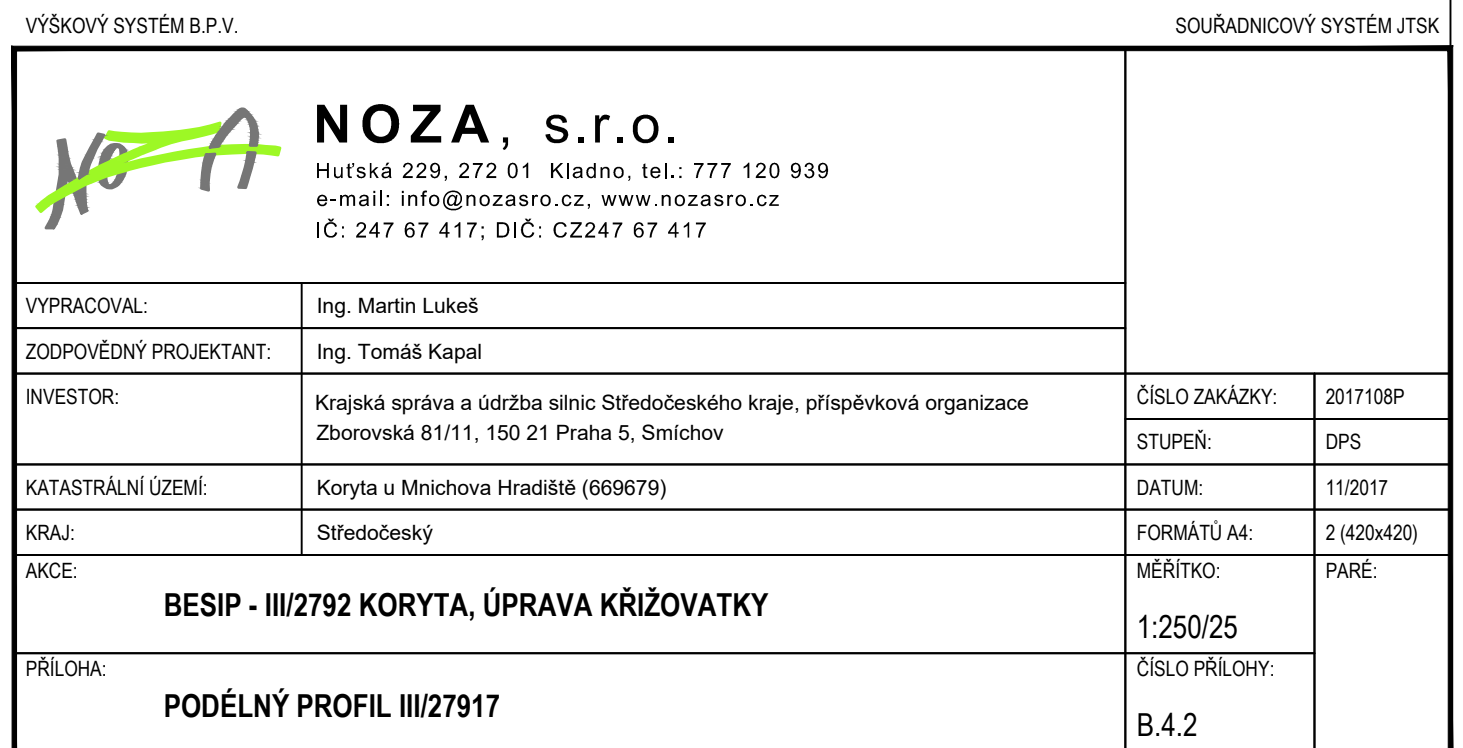 VÝŠKOVÝ SYSTÉM B.P.V.
SOUŘADNICOVÝ SYSTÉM JTSK
NOZA
NOZA, s.r.o.
Huťská 229, 272 01 Kladno, tel.: 777 120 939
e-mail: info@nozasro.cz, www.nozasro.cz
IČ: 247 67 417; DIČ: CZ247 67 417
VYPRACOVAL: Ing. Martin Lukeš
ZODPOVĚDNÝ PROJEKTANT: Ing. Tomáš Kapal
INVESTOR: Krajská správa a údržba silnic Středočeského kraje, příspěvková organizace
Zborovská 81/11, 150 21 Praha 5, Smíchov
ČÍSLO ZAKÁZKY: 2017108P
STUPEŇ: DPS
KATASTRÁLNÍ ÚZEMÍ: Koryta u Mnichova Hradiště (669679)
DATUM: 11/2017
KRAJ: Středočeský
FORMÁTŮ A4: 2 (420x420)
AKCE:
BESIP - III/2792 KORYTA, ÚPRAVA KŘIŽOVATKY
MĚŘÍTKO:
1:250/25
PARÉ:
PŘÍLOHA:
PODÉLNÝ PROFIL III/27917
ČÍSLO PŘÍLOHY:
B.4.2